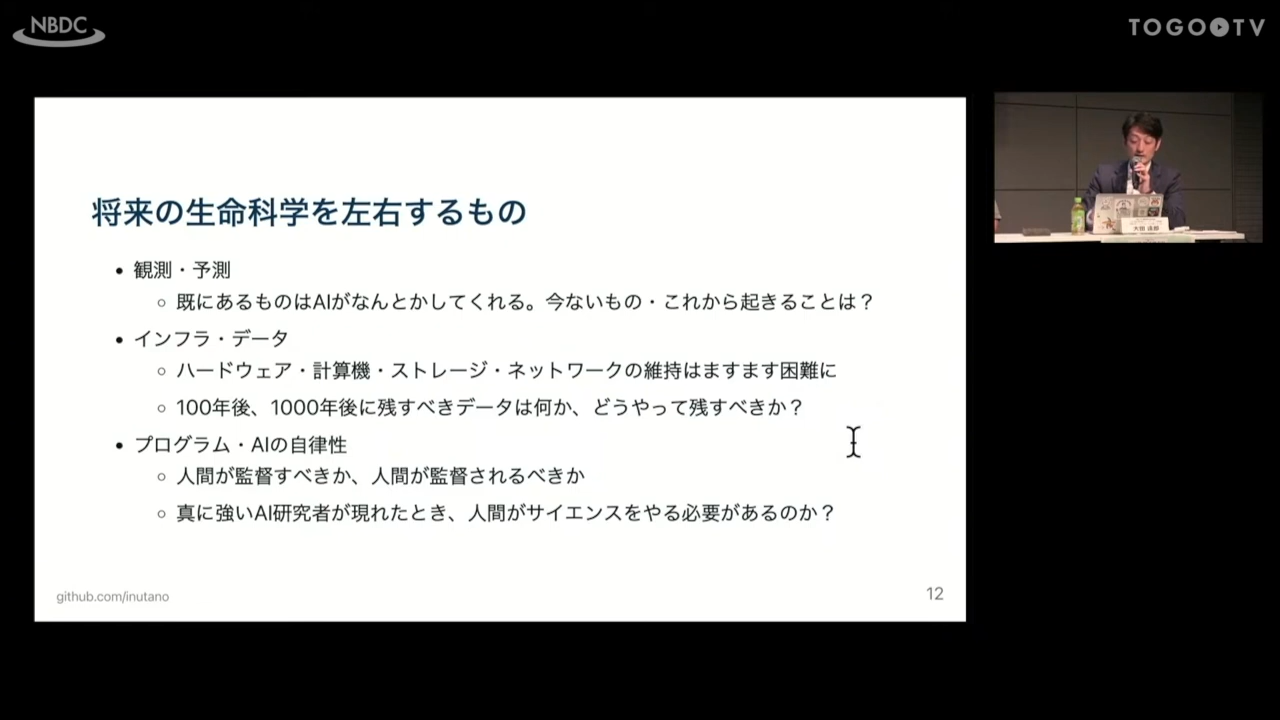 NBDC
TOGOTV
将来の生命科学を左右するもの
• 観測・予測
◦ 既にあるものはAIがなんとかしてくれる。今ないもの・これから起きることは？
• インフラ・データ
◦ ハードウェア・計算機・ストレージ・ネットワークの維持はますます困難に
◦ 100年後、1000年後に残すべきデータは何か、どうやって残すべきか？
• プログラム・AIの自律性
◦ 人間が監督すべきか、人間が監督されるべきか
◦ 真に強いAI研究者が現れたとき、人間がサイエンスをやる必要があるのか？
github.com/inutano
12